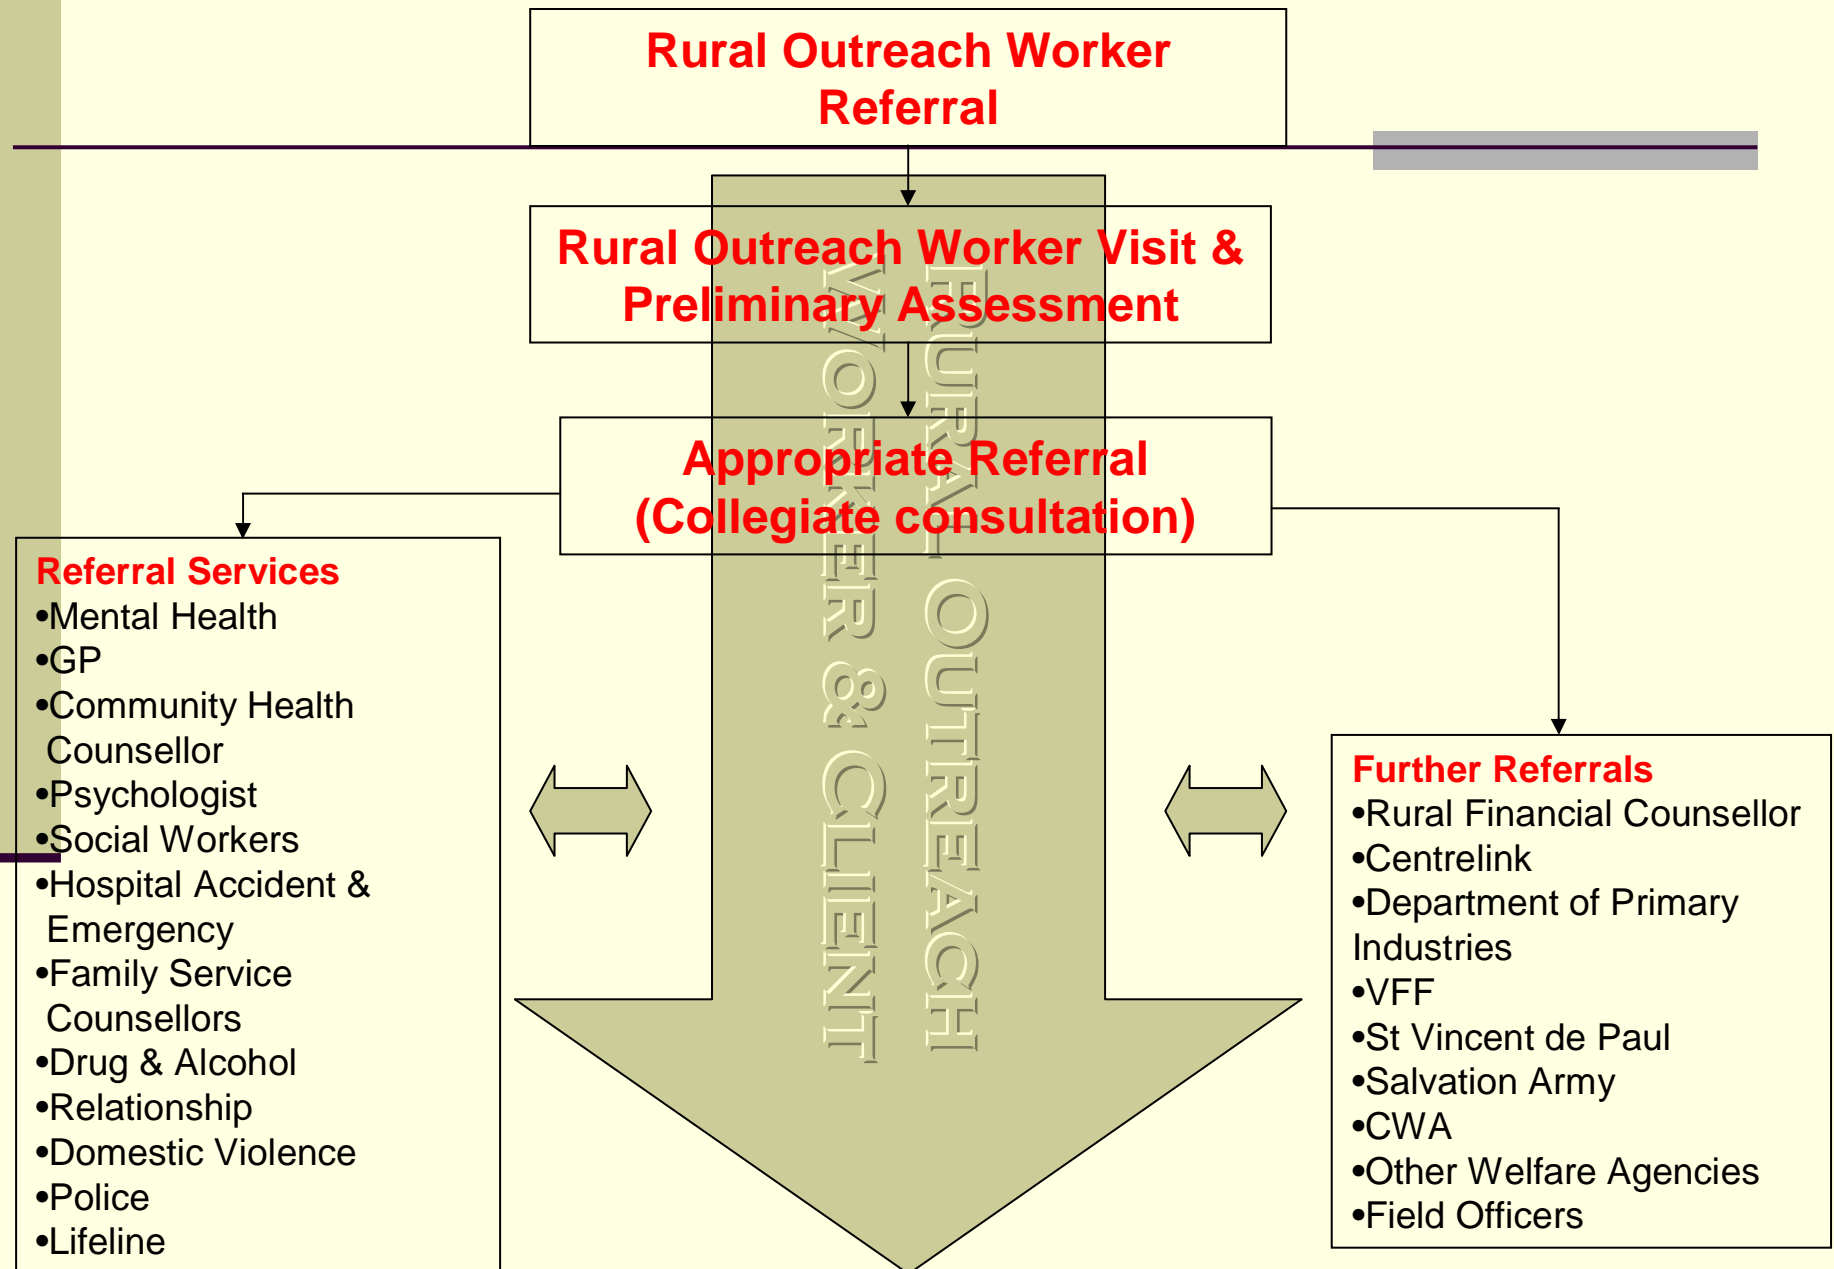 Rural Outreach Worker
Referral
Rural Outreach Worker Visit &
Preliminary Assessment
Appropriate Referral
(Collegiate consultation)
Referral Services
•Mental Health
•GP
•Community Health
Counsellor
•Psychologist
•Social Workers
•Hospital Accident &
Emergency
•Family Service
Counsellors
•Drug & Alcohol
•Relationship
•Domestic Violence
•Police
•Lifeline
RURAL OUTREACH
WORKER & CLIENT
Further Referrals
•Rural Financial Counsellor
•Centrelink
•Department of Primary
Industries
•VFF
•St Vincent de Paul
•Salvation Army
•CWA
•Other Welfare Agencies
•Field Officers